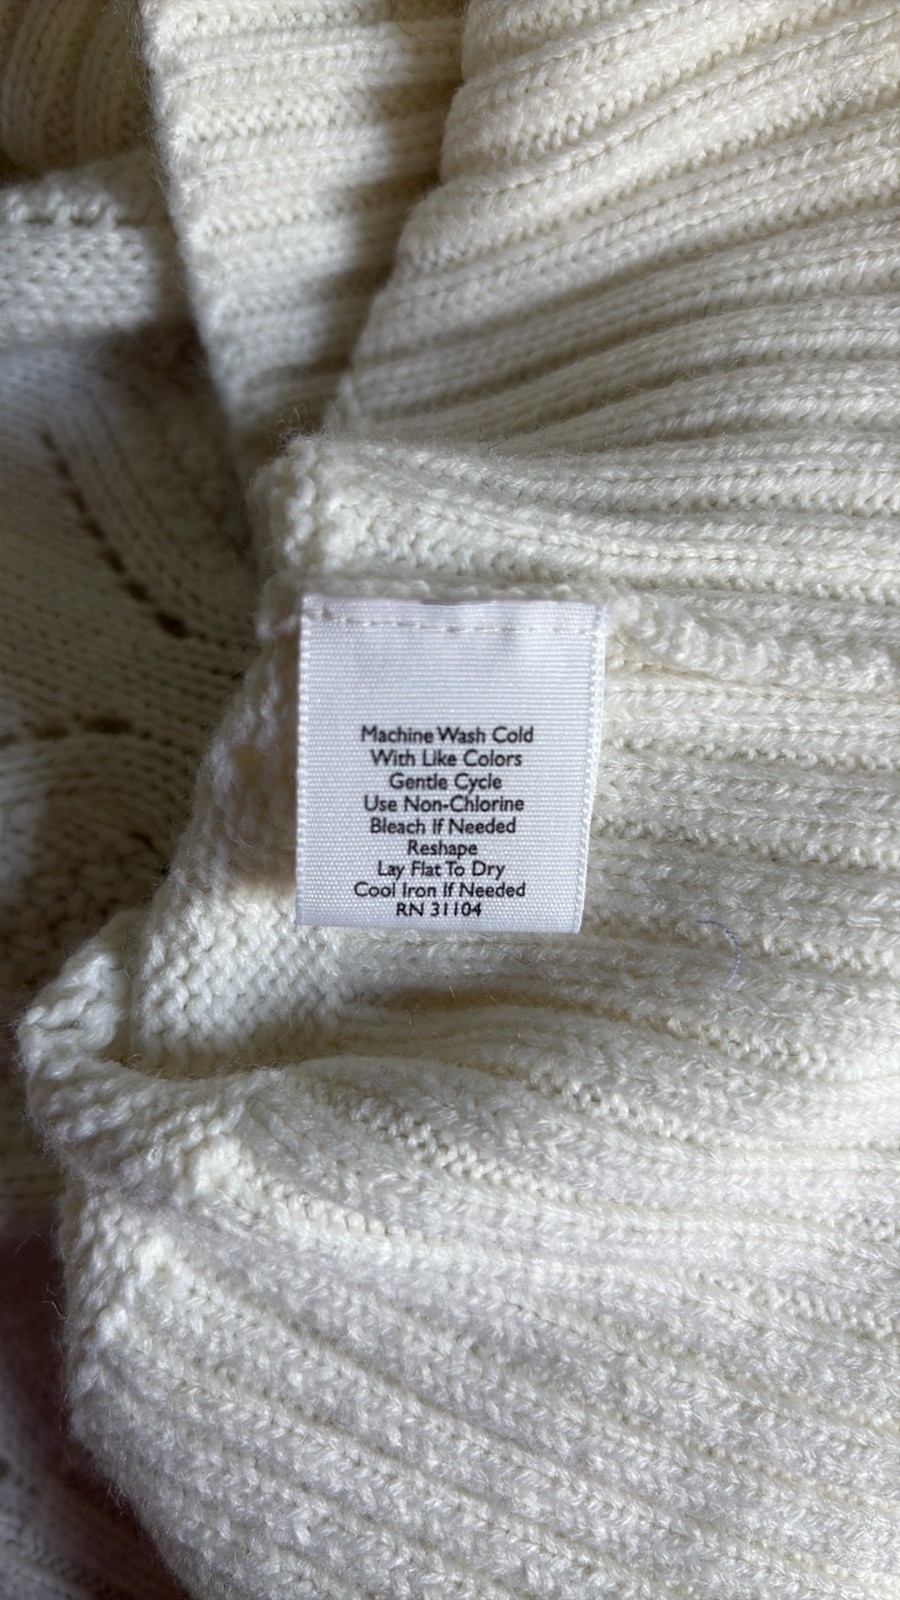 Machine Wash Cold
With Like Colors
Gentle Cycle
Use Non-Chlorine
Bleach If Needed
Reshape
Lay Flat To Dry
Cool Iron If Needed
RN 31104